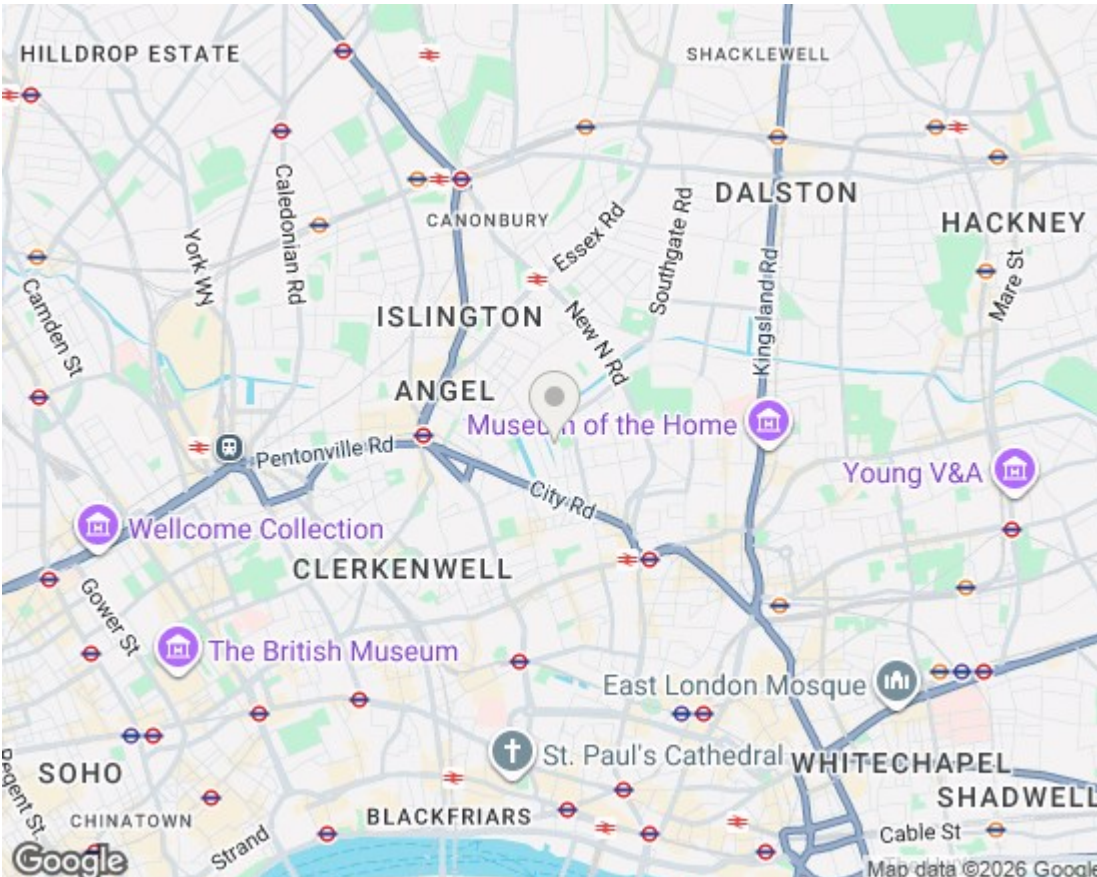 HILLDROP ESTATE
SHACKLEWELL
Caledonian Rd
York Wy
CANONBURY
Essex Rd
Southgate Rd
DALSTON
HACKNEY
Camden St
ISLINGTON
New N Rd
Kingsland Rd
Mare St
ANGEL
Museum of the Home
Pentonville Rd
Young V&A
City Rd
Wellcome Collection
CLERKENWELL
Gower St
The British Museum
East London Mosque
St. Paul's Cathedral
WHITECHAPEL
SOHO
Regent St.
SHADWELL
CHINATOWN
BLACKFRIARS
Strand
Cable St
Google
Map data ©2026 Google